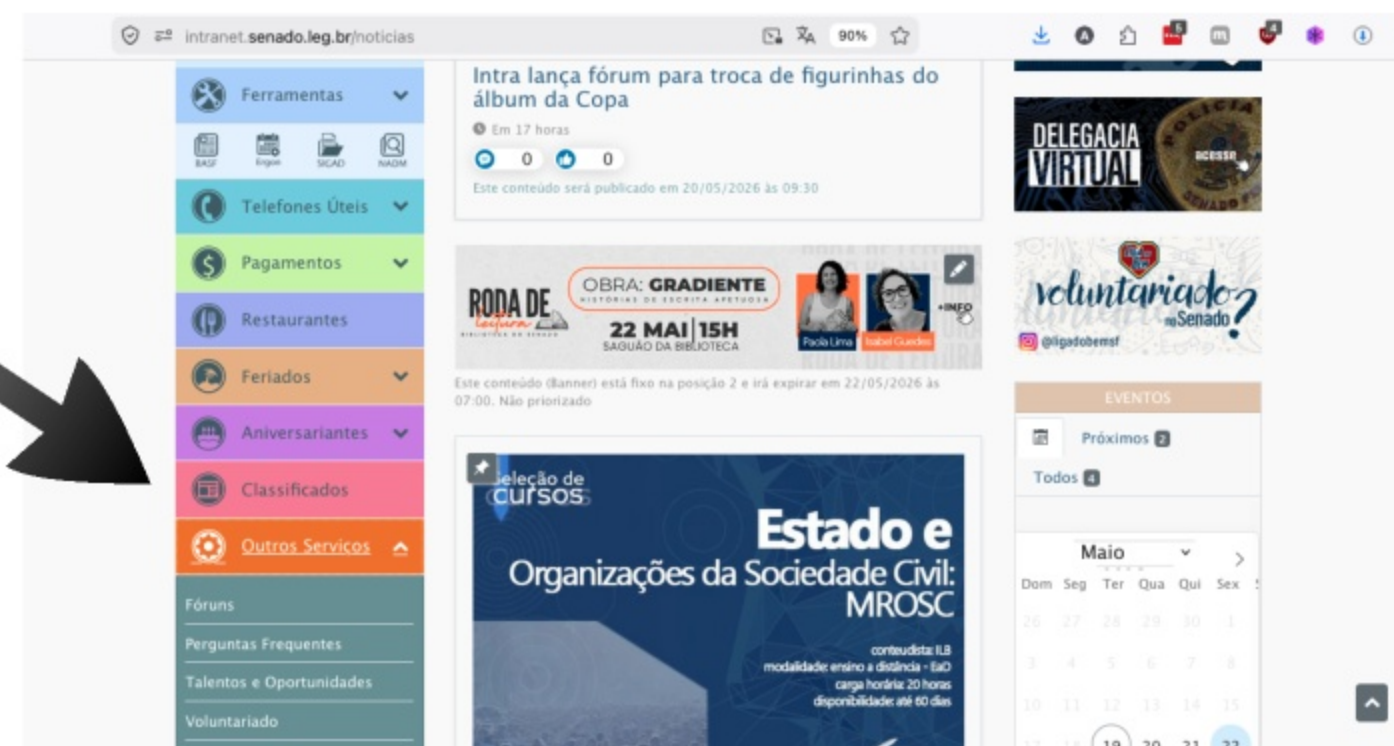 intranet.senado.leg.br/noticias
90%
5
4
Ferramentas
BASF
Ergon
SICAD
NADM
Telefones Úteis
Pagamentos
Restaurantes
Feriados
Aniversariantes
Classificados
Outros Serviços
Fóruns
Perguntas Frequentes
Talentos e Oportunidades
Voluntariado
Intra lança fórum para troca de figurinhas do
álbum da Copa
Em 17 horas
0
0
Este conteúdo será publicado em 20/05/2026 às 09:30
RODA DE
leitura
BIBLIOTECA DO SENADO
OBRA: GRADIENTE
HISTÓRIAS DE ESCRITA AFETUOSA
22 MAI 15H
SAGUÃO DA BIBLIOTECA
Paola Lima
Isabel Guedes
+INFO
Este conteúdo (Banner) está fixo na posição 2 e irá expirar em 22/05/2026 às
07:00. Não priorizado
Seleção de
cursos
Estado e
Organizações da Sociedade Civil:
MROSC
conteudista: ILB
modalidade: ensino a distância - EaD
carga horária: 20 horas
disponibilidade: até 60 dias
DELEGACIA
VIRTUAL
POLICIA
acesse
voluntariado
no Senado?
@ligadobemsf
EVENTOS
Próximos 2
Todos 4
Maio
Dom Seg Ter Qua Qui Sex
26 27 28 29 30 1
3 4 5 6 7 8
10 11 12 13 14 15
17 18 19 20 21 22